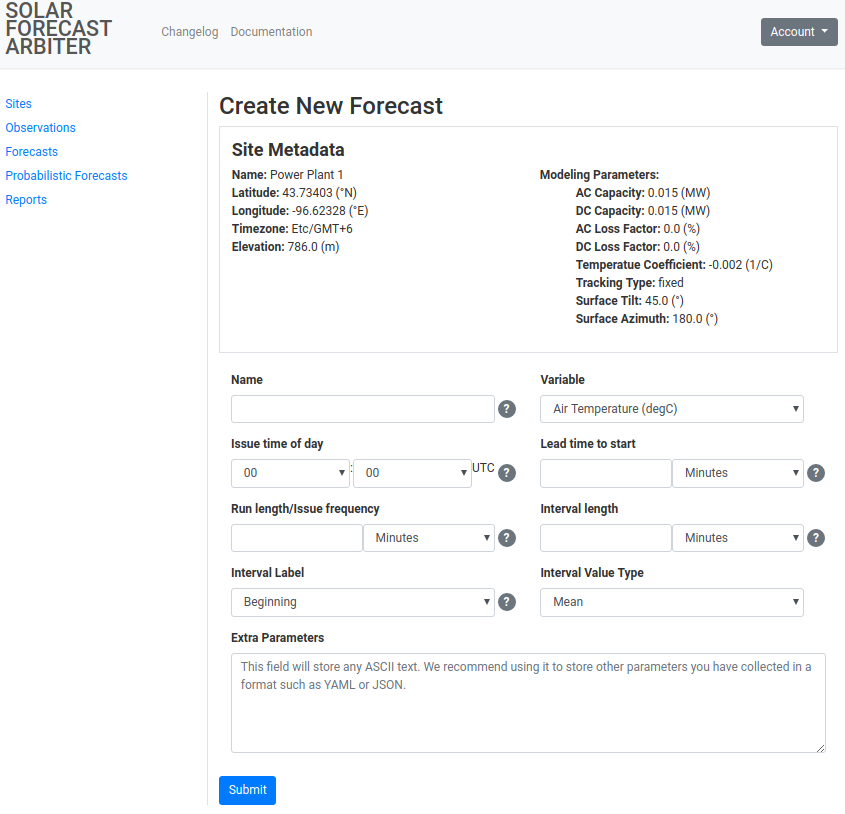 SOLAR
FORECAST
ARBITER
Changelog Documentation
Account
Sites
Observations
Forecasts
Probabilistic Forecasts
Reports
Create New Forecast
Site Metadata
Name: Power Plant 1
Latitude: 43.73403 (°N)
Longitude: -96.62328 (°E)
Timezone: Etc/GMT+6
Elevation: 786.0 (m)
Modeling Parameters:
AC Capacity: 0.015 (MW)
DC Capacity: 0.015 (MW)
AC Loss Factor: 0.0 (%)
DC Loss Factor: 0.0 (%)
Temperatue Coefficient: -0.002 (1/C)
Tracking Type: fixed
Surface Tilt: 45.0 (°)
Surface Azimuth: 180.0 (°)
Name
?
Variable
Air Temperature (degC)
Issue time of day
00 : 00 UTC ?
Lead time to start
Minutes ?
Run length/Issue frequency
Minutes ?
Interval length
Minutes ?
Interval Label
Beginning ?
Interval Value Type
Mean
Extra Parameters
This field will store any ASCII text. We recommend using it to store other parameters you have collected in a
format such as YAML or JSON.
Submit